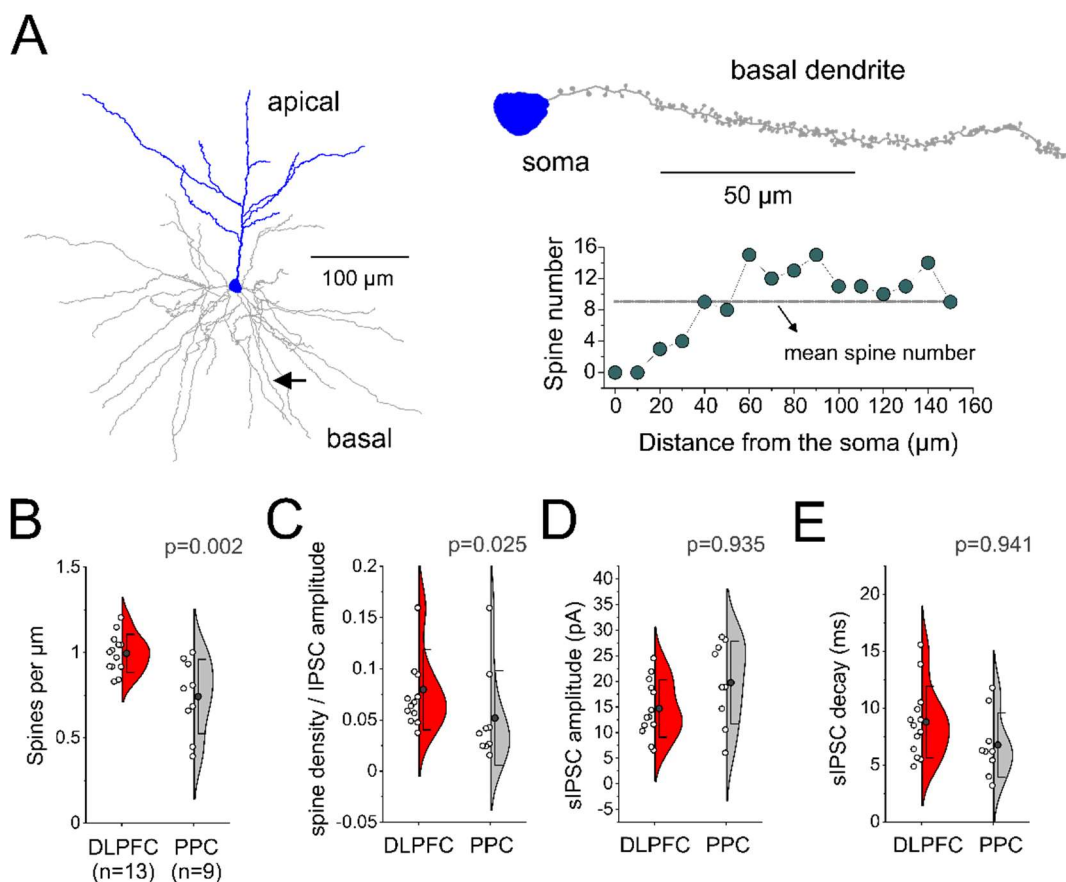 A
apical
100 µm
basal
basal dendrite
soma
50 µm
Spine number
16
12
8
4
0
mean spine number
0 20 40 60 80 100 120 140 160
Distance from the soma (µm)
B
p=0.002
Spines per µm
1.5
1
0.5
0
DLPFC PPC
(n=13) (n=9)
C
p=0.025
spine density / IPSC amplitude
0.2
0.15
0.1
0.05
0
-0.05
DLPFC PPC
D
p=0.935
sIPSC amplitude (pA)
40
35
30
25
20
15
10
5
0
-5
DLPFC PPC
E
p=0.941
sIPSC decay (ms)
25
20
15
10
5
0
DLPFC PPC